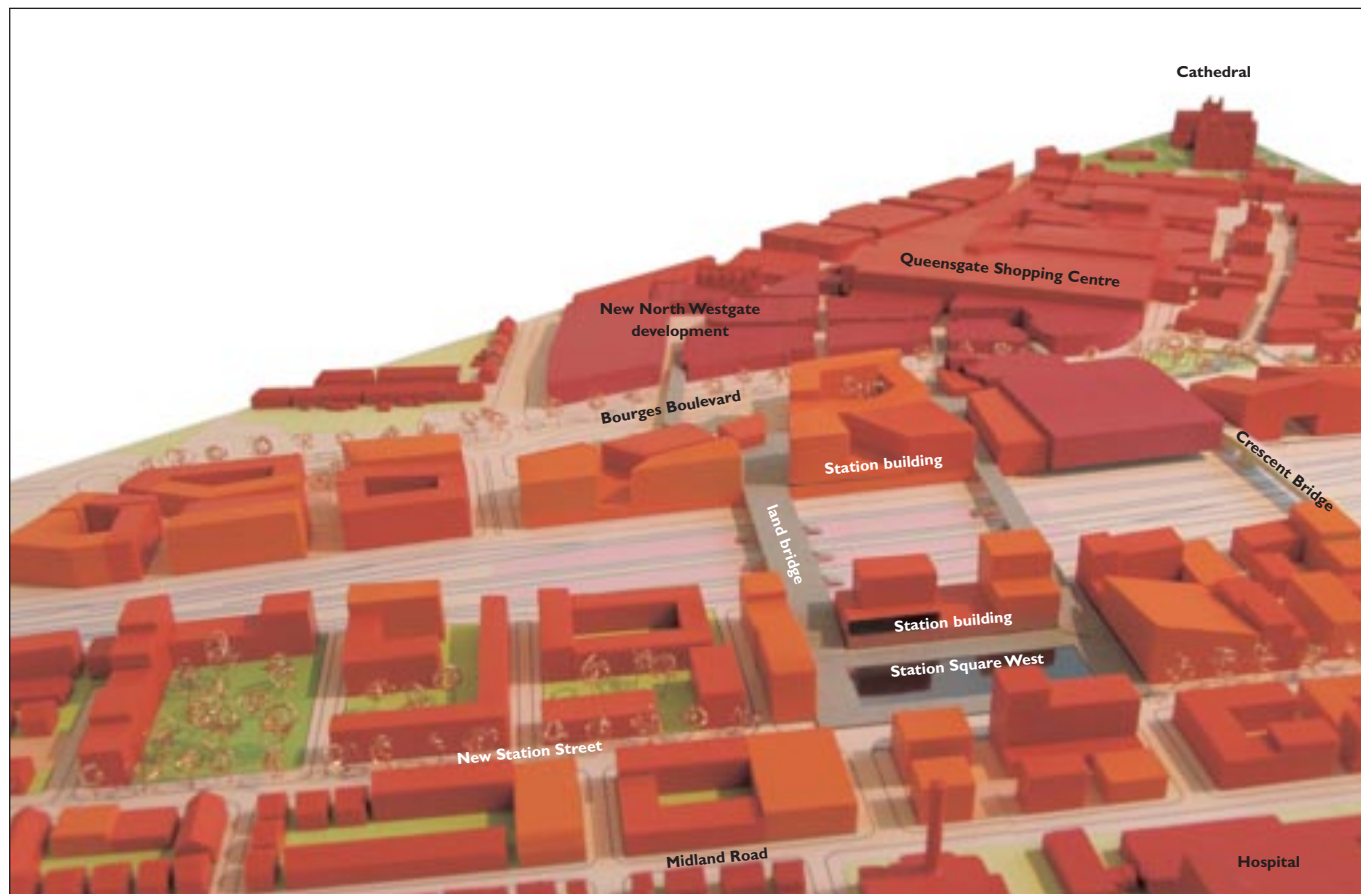 Cathedral
Queensgate Shopping Centre
New North Westgate
development
Bourges Boulevard
Station building
Crescent Bridge
land bridge
Station building
Station Square West
New Station Street
Midland Road
Hospital